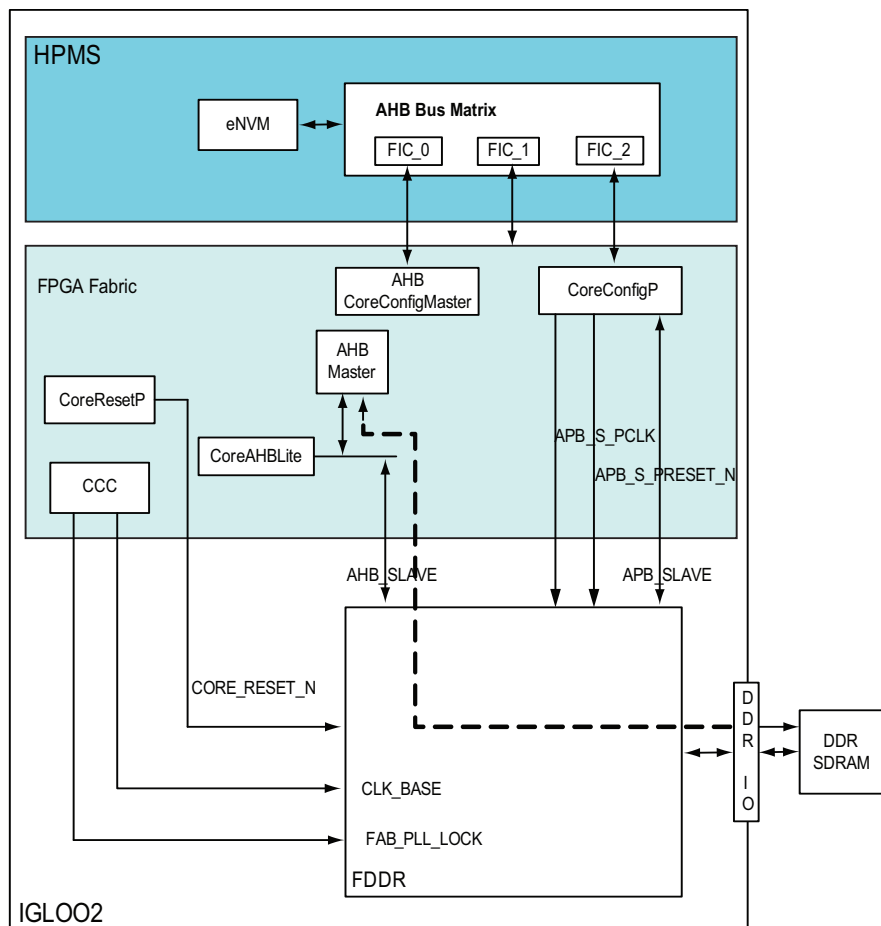 HPMS
AHB Bus Matrix
eNVM
FIC_0
FIC_1
FIC_2
FPGA Fabric
AHB
CoreConfigMaster
CoreConfigP
AHB
Master
CoreResetP
CoreAHBLite
CCC
APB_S_PCLK
APB_S_PRESET_N
AHB_SLAVE
APB_SLAVE
CORE_RESET_N
CLK_BASE
FAB_PLL_LOCK
FDDR
D
D
R
I
O
DDR
SDRAM
IGLOO2